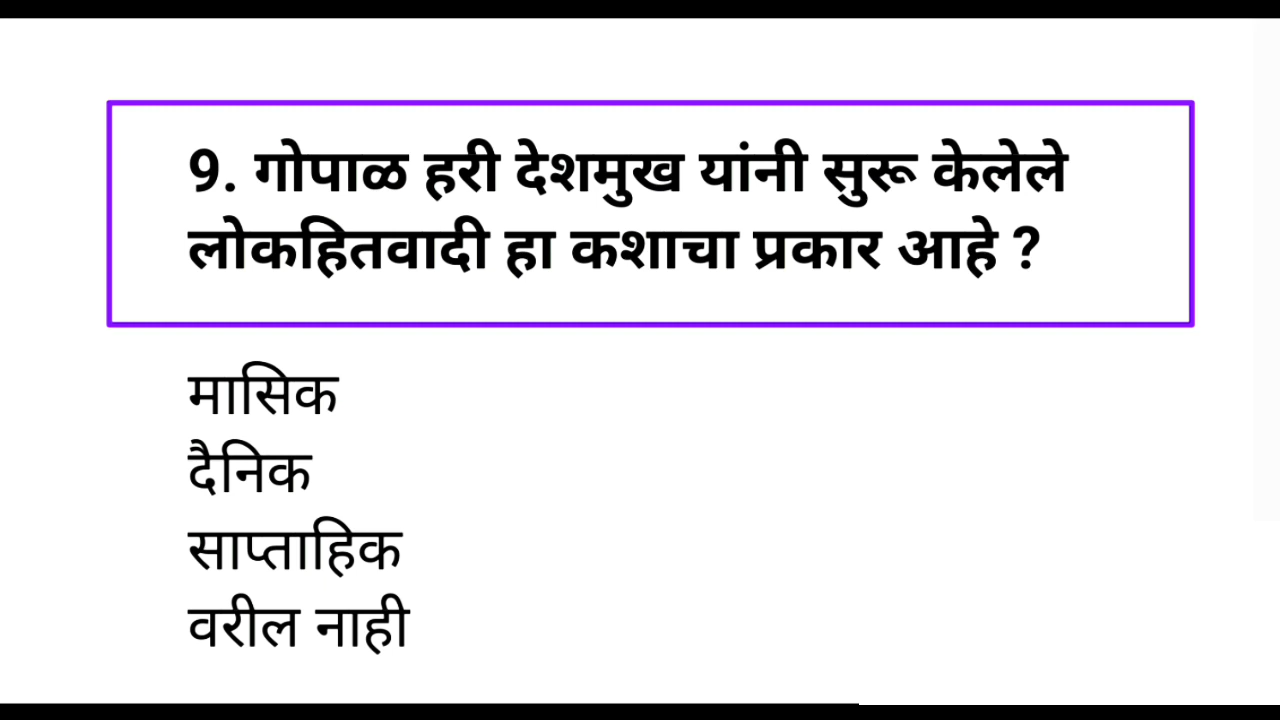 9. गोपाळ हरी देशमुख यांनी सुरू केलेले
लोकहितवादी हा कशाचा प्रकार आहे ?
मासिक
दैनिक
साप्ताहिक
वरील नाही